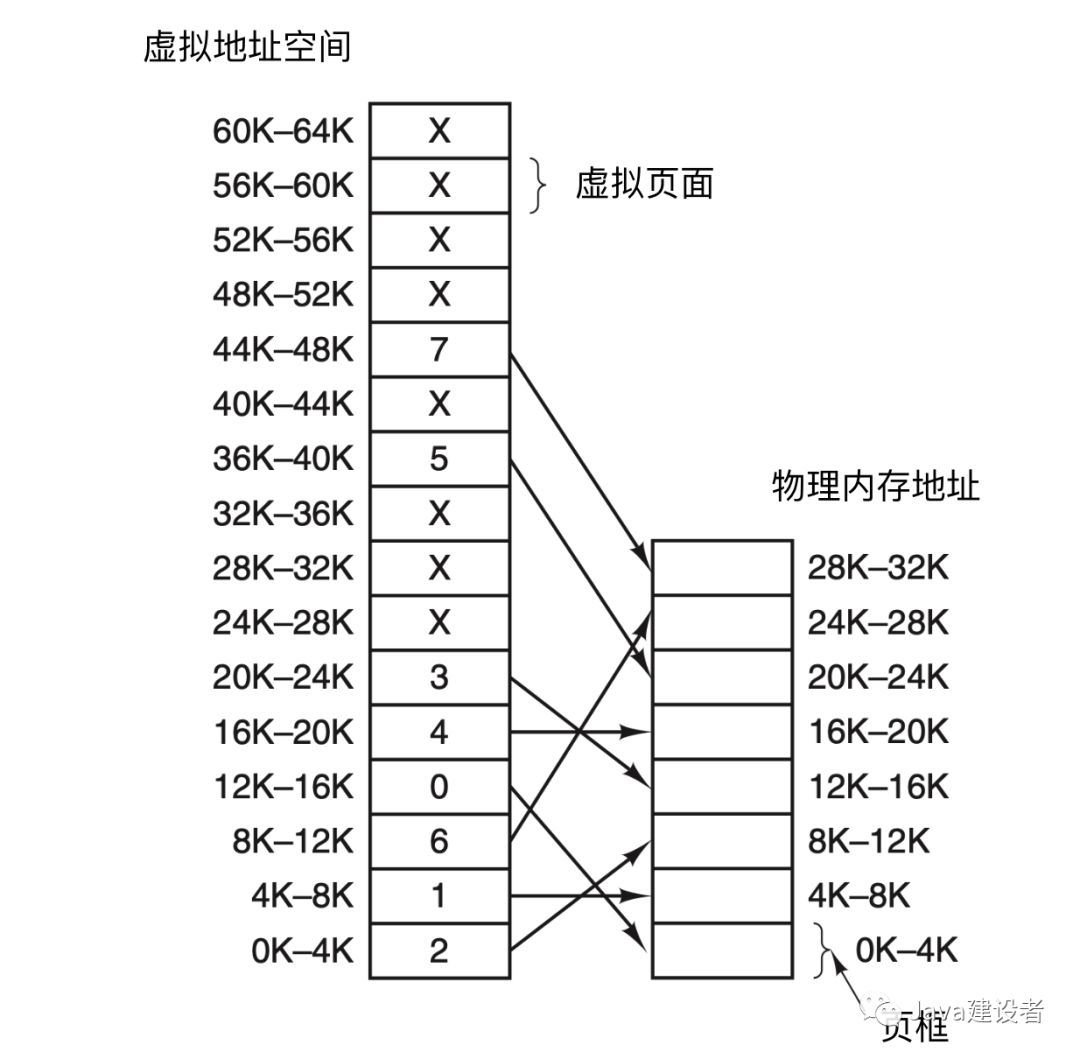 虚拟地址空间
60K–64K X
56K–60K X 虚拟页面
52K–56K X
48K–52K X
44K–48K 7
40K–44K X
36K–40K 5
物理内存地址
32K–36K X
28K–32K X 28K–32K
24K–28K X 24K–28K
20K–24K 3 20K–24K
16K–20K 4 16K–20K
12K–16K 0 12K–16K
8K–12K 6 8K–12K
4K–8K 1 4K–8K
0K–4K 2 0K–4K
Java建设者
页框